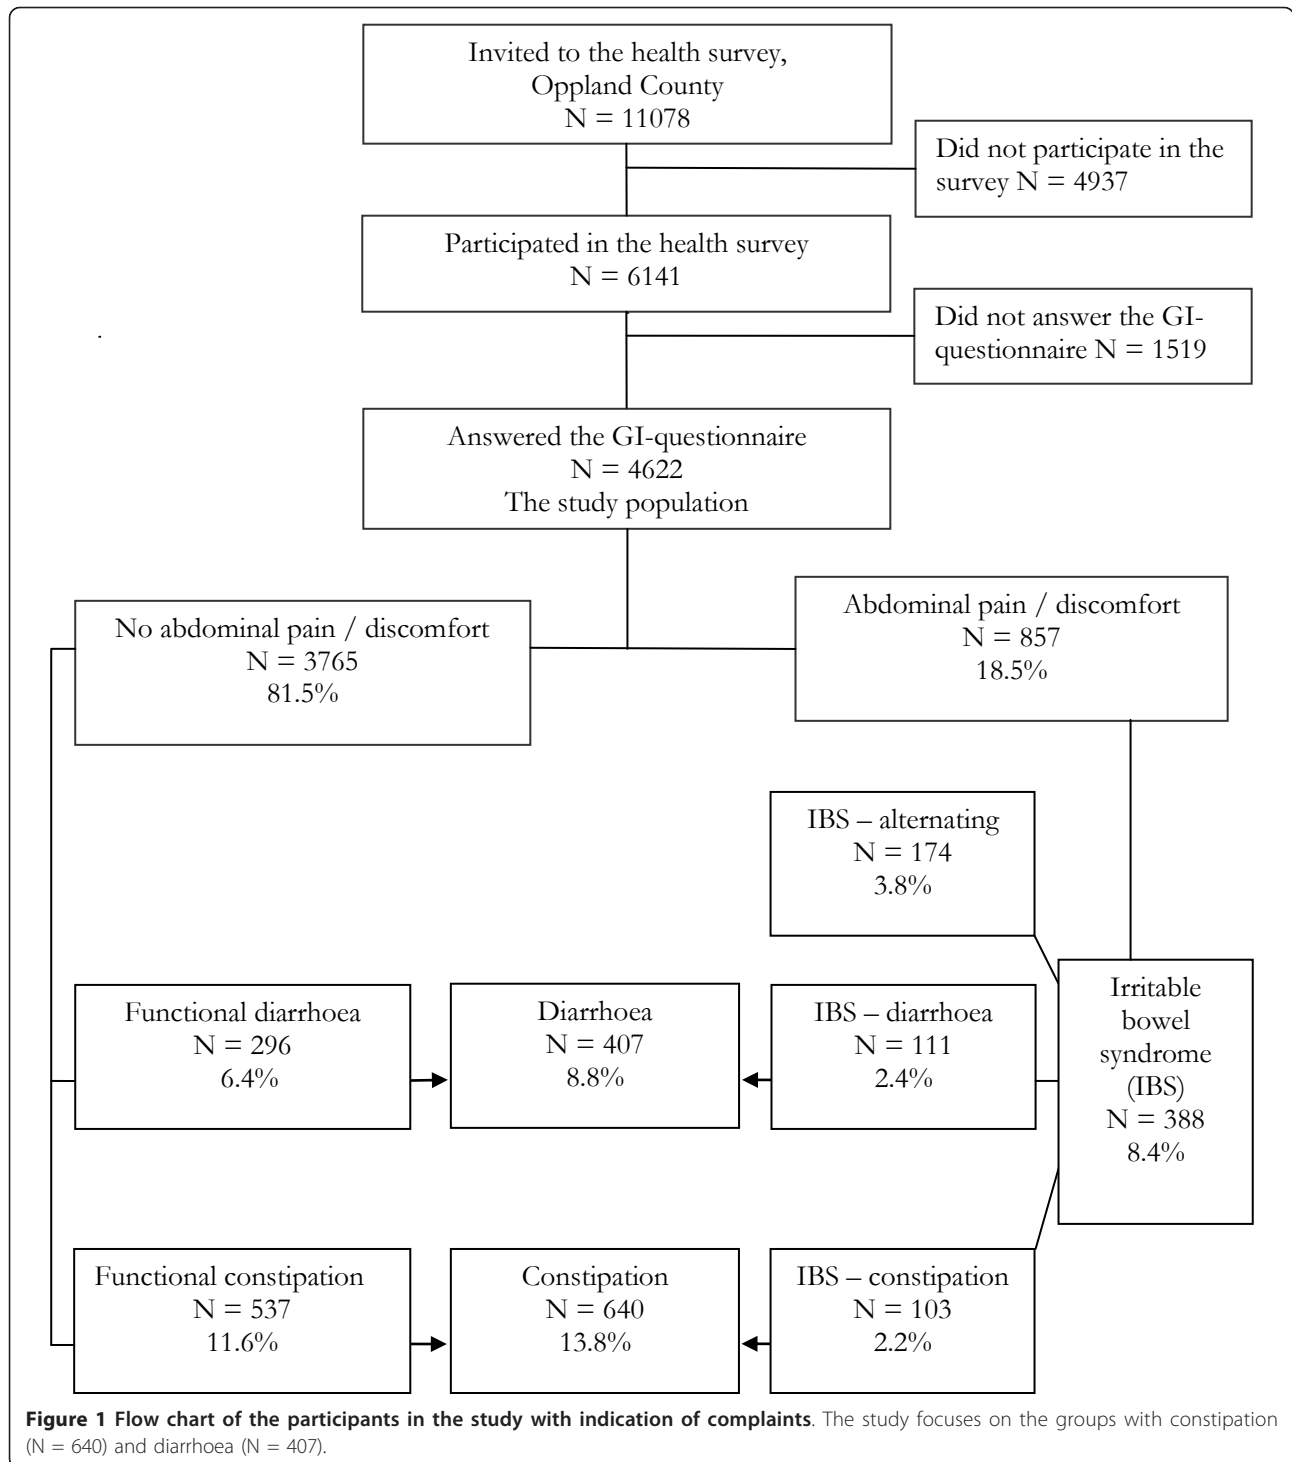 Invited to the health survey,
Oppland County
N = 11078
Did not participate in the
survey N = 4937
Participated in the health survey
N = 6141
Did not answer the GI-
questionnaire N = 1519
Answered the GI-questionnaire
N = 4622
The study population
No abdominal pain / discomfort
N = 3765
81.5%
Abdominal pain / discomfort
N = 857
18.5%
IBS – alternating
N = 174
3.8%
Functional diarrhoea
N = 296
6.4%
Diarrhoea
N = 407
8.8%
IBS – diarrhoea
N = 111
2.4%
Irritable
bowel
syndrome
(IBS)
N = 388
8.4%
Functional constipation
N = 537
11.6%
Constipation
N = 640
13.8%
IBS – constipation
N = 103
2.2%
Figure 1 Flow chart of the participants in the study with indication of complaints. The study focuses on the groups with constipation
(N = 640) and diarrhoea (N = 407).